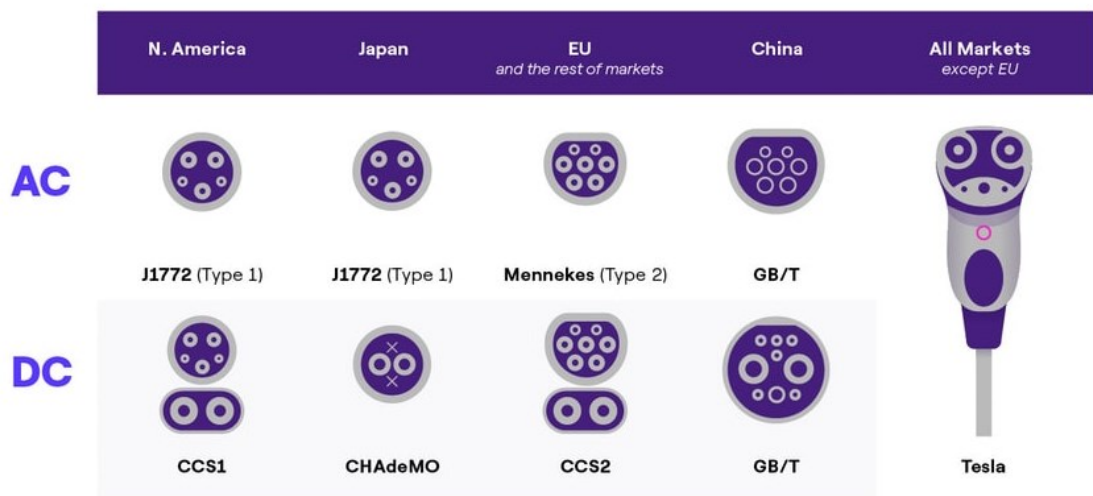 N. America
Japan
EU
and the rest of markets
China
All Markets
except EU
AC
J1772 (Type 1)
J1772 (Type 1)
Mennekes (Type 2)
GB/T
DC
CCS1
CHAdeMO
CCS2
GB/T
Tesla